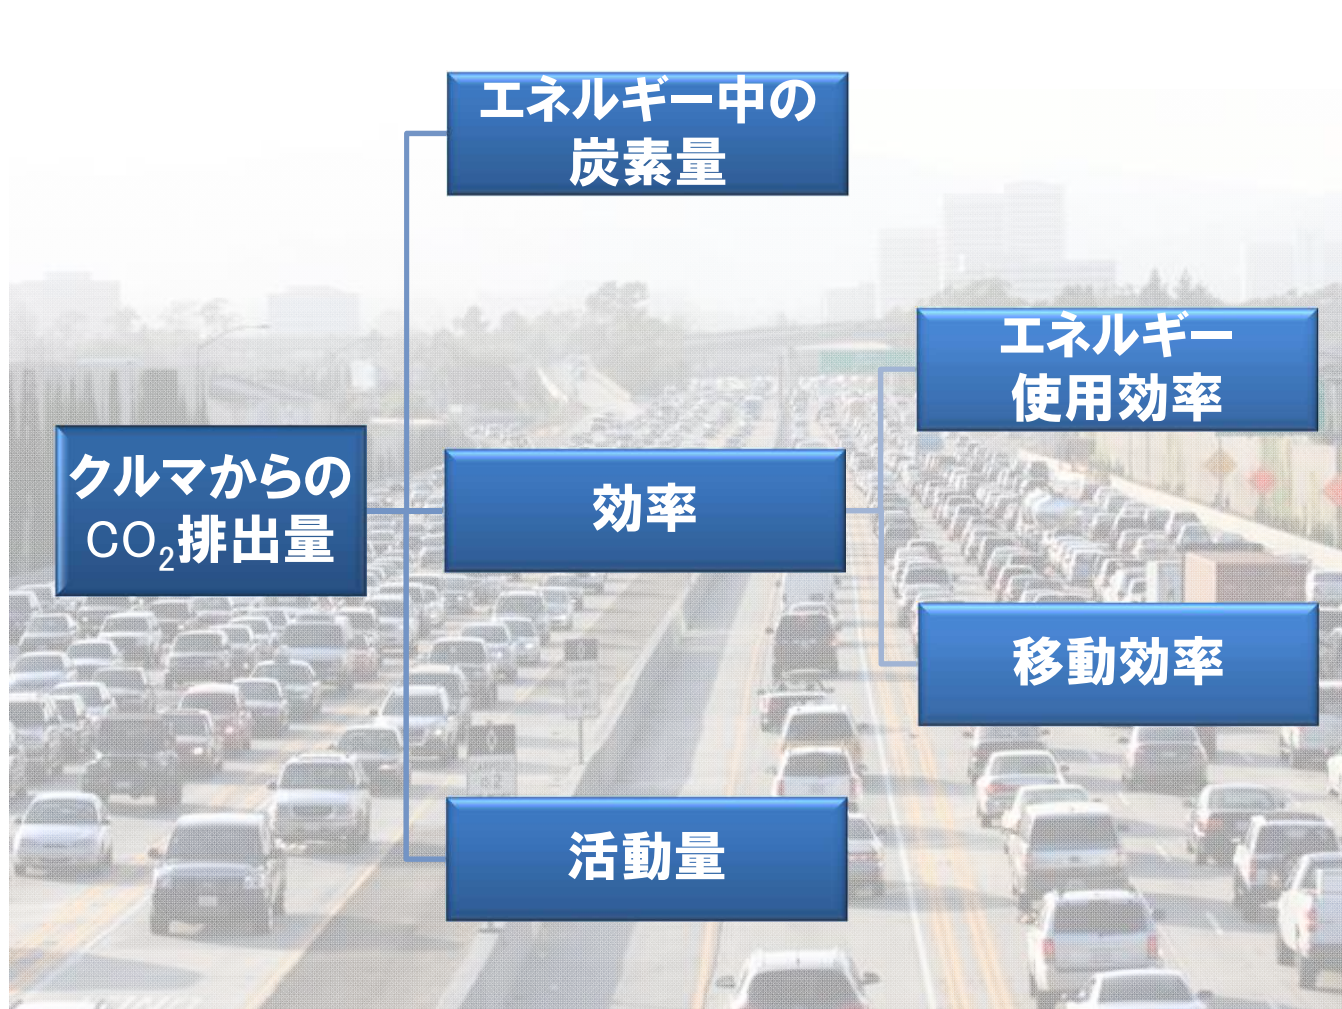 エネルギー中の
炭素量
エネルギー
使用効率
クルマからの
CO₂排出量
効率
移動効率
活動量